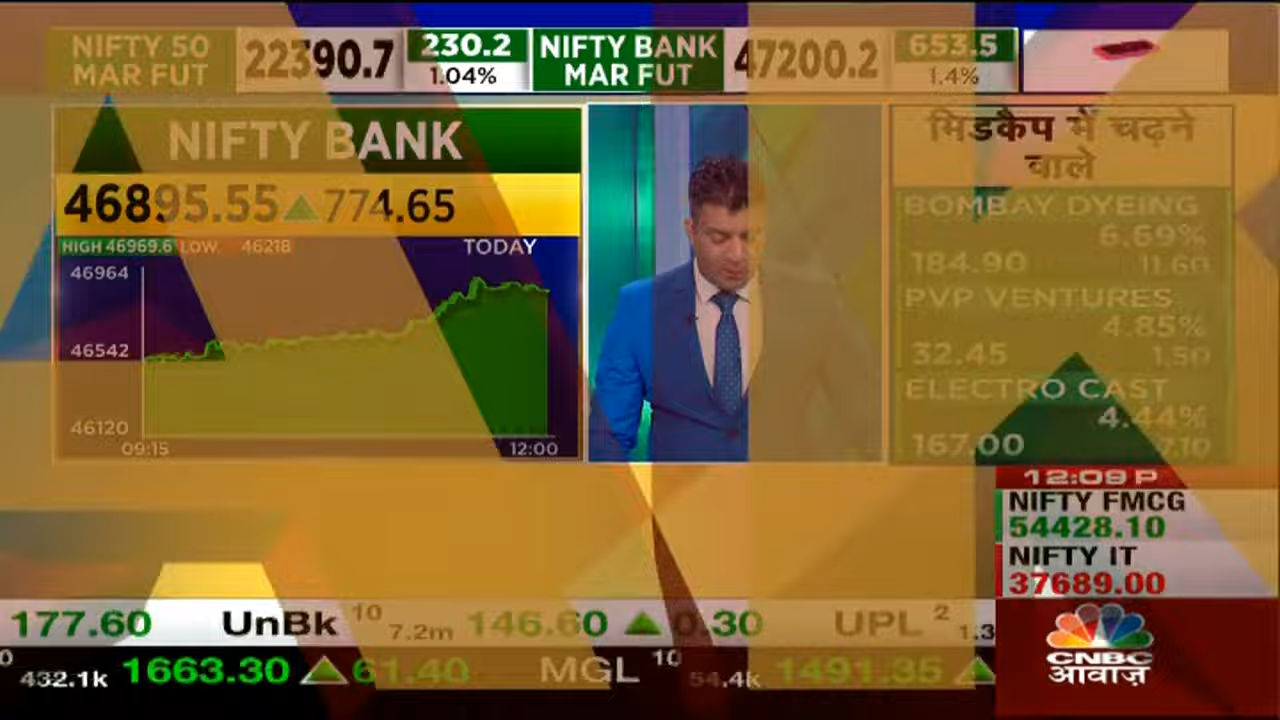 NIFTY 50
MAR FUT
22390.7
230.2
1.04%
NIFTY BANK
MAR FUT
47200.2
653.5
1.4%
NIFTY BANK
46895.55 ▲ 774.65
HIGH 46969.6 LOW. 46218
TODAY
46964
46542
46120
09:15
12:00
मिडकैप में चढ़ने
वाले
BOMBAY DYEING
6.69%
184.90 11.60
PVP VENTURES
4.85%
32.45 1.50
ELECTRO CAST
4.44%
167.00 7.10
12:09 P
NIFTY FMCG
54428.10
NIFTY IT
37689.00
177.60 UnBk 10 7.2m 146.60 ▲ 0.30 UPL 2 1.3
0 432.1k 1663.30 ▲ 61.40 MGL 10 54.4k 1491.35 ▲
CNBC
आवाज़